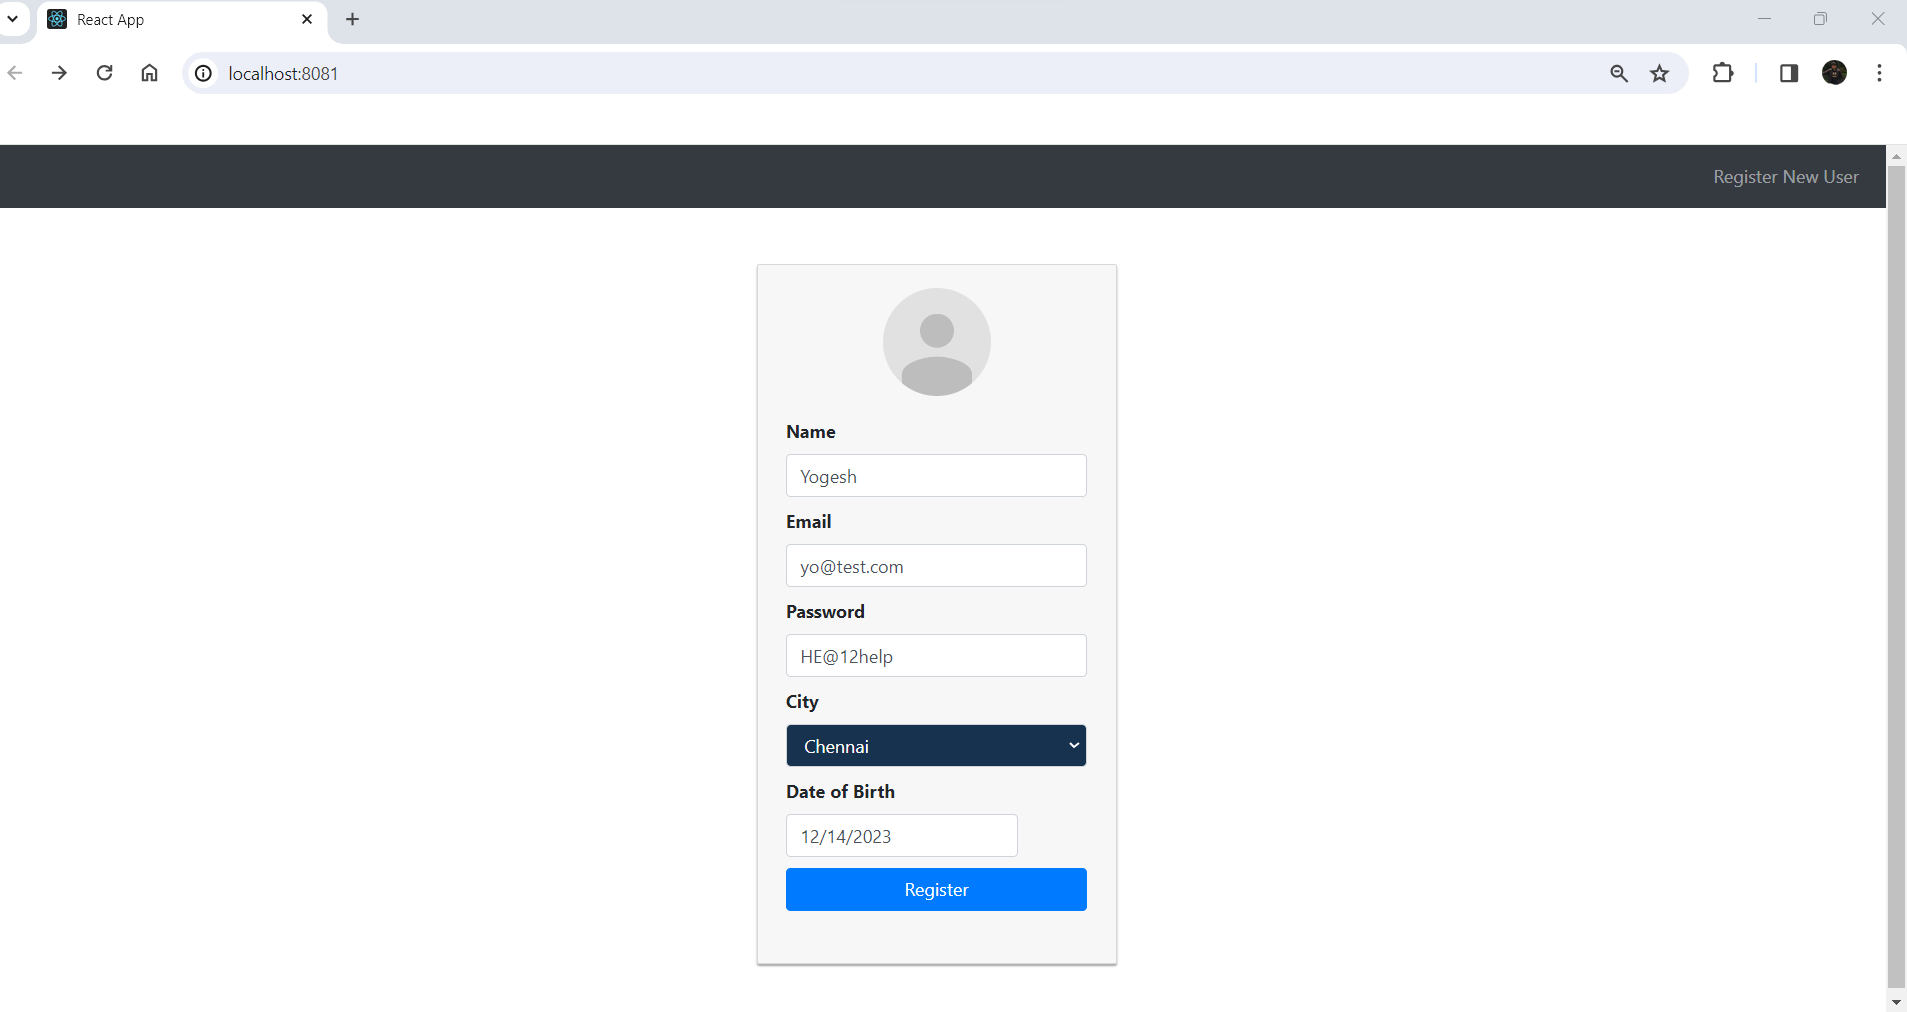 React App
localhost:8081
Register New User
Name
Yogesh
Email
yo@test.com
Password
HE@12help
City
Chennai
Date of Birth
12/14/2023
Register